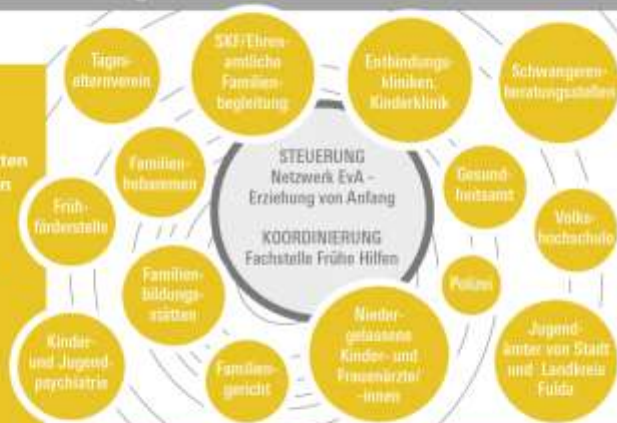 Tages-
elternverein
SKF/Ehren-
amtliche
Familien-
begleitung
Entbindungs-
kliniken,
Kinderklinik
Schwangeren-
beratungsstellen
ten
n
Familien-
hebammen
STEUERUNG
Netzwerk EvA -
Erziehung von Anfang
KOORDINIERUNG
Fachstelle Frühe Hilfen
Gesund-
heitsamt
Früh-
förderstelle
Volks-
hochschule
Familien-
bildungs-
stätten
Polizei
Kinder-
und Jugend-
psychiatrie
Familien-
gericht
Nieder-
gelassene
Kinder- und
Frauenärzte/
-innen
Jugend-
ämter von Stadt
und Landkreis
Fulda